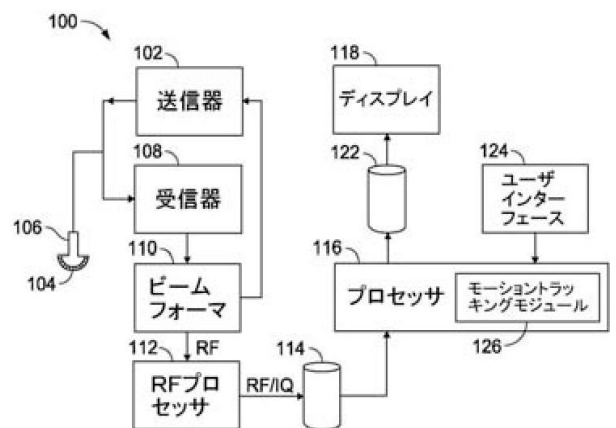 100
102
送信器
108
受信器
106
104
110
ビーム
フォーマ
RF
112
RFプロ
セッサ
RF/IQ
114
118
ディスプレイ
122
124
ユーザ
インター
フェース
116
プロセッサ
モーショントラッ
キングモジュール
126